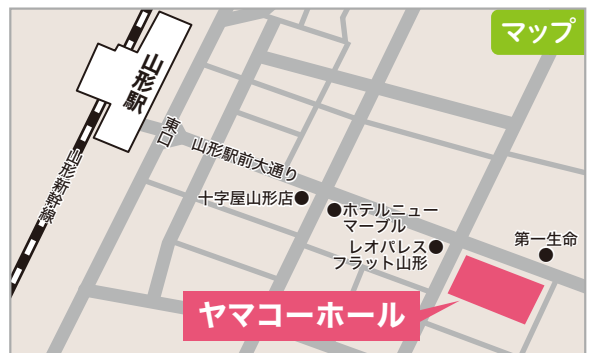 マップ
山形駅
東口
山形駅前大通り
山形新幹線
十字屋山形店
ホテルニュー
マーブル
レオパレス
フラット山形
第一生命
ヤマコーホール